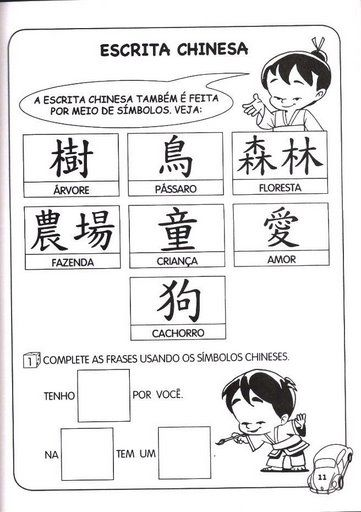 ESCRITA CHINESA
A ESCRITA CHINESA TAMBÉM É FEITA
POR MEIO DE SÍMBOLOS. VEJA:
樹 鳥 森林
ÁRVORE PÁSSARO FLORESTA
農場 童 愛
FAZENDA CRIANÇA AMOR
狗
CACHORRO
1 COMPLETE AS FRASES USANDO OS SÍMBOLOS CHINESES.
TENHO POR VOCÊ.
NA TEM UM .
11